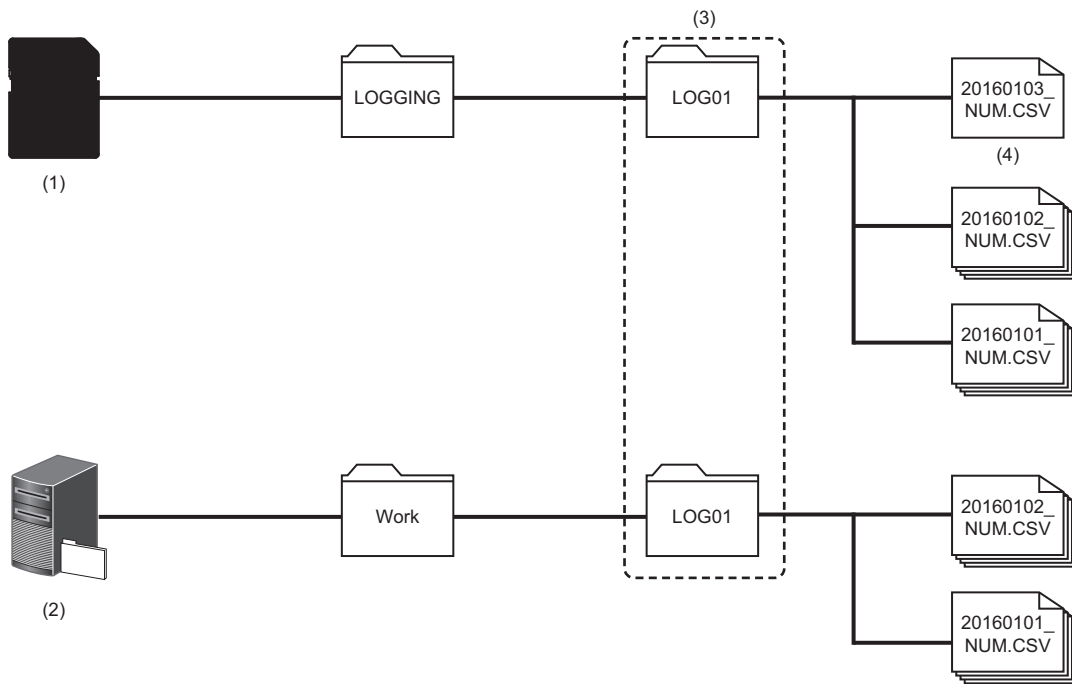 (3)
LOGGING
LOG01
20160103_
NUM.CSV
(1)
(4)
20160102_
NUM.CSV
20160101_
NUM.CSV
Work
LOG01
20160102_
NUM.CSV
(2)
20160101_
NUM.CSV